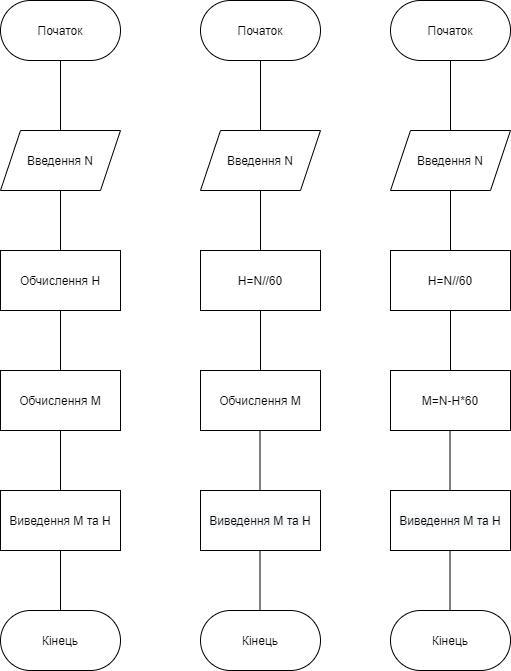 Початок
Введення N
Обчислення H
Обчислення M
Виведення M та H
Кінець
Початок
Введення N
H=N//60
Обчислення M
Виведення M та H
Кінець
Початок
Введення N
H=N//60
M=N-H*60
Виведення M та H
Кінець